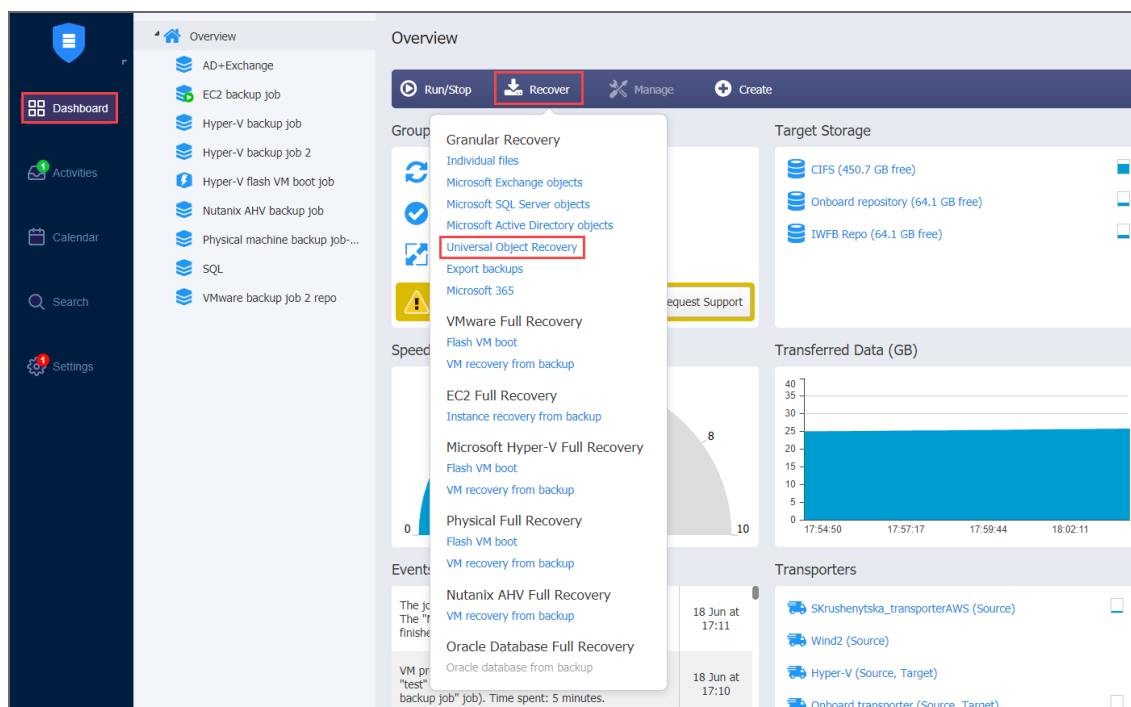 Dashboard
1
Activities
Calendar
Search
1
Settings
Overview
AD+Exchange
EC2 backup job
Hyper-V backup job
Hyper-V backup job 2
Hyper-V flash VM boot job
Nutanix AHV backup job
Physical machine backup job-...
SQL
VMware backup job 2 repo
Overview
Run/Stop
Recover
Manage
Create
Group
Granular Recovery
Individual files
Microsoft Exchange objects
Microsoft SQL Server objects
Microsoft Active Directory objects
Universal Object Recovery
Export backups
Microsoft 365
VMware Full Recovery
Flash VM boot
VM recovery from backup
EC2 Full Recovery
Instance recovery from backup
Microsoft Hyper-V Full Recovery
Flash VM boot
VM recovery from backup
Physical Full Recovery
Flash VM boot
VM recovery from backup
Nutanix AHV Full Recovery
VM recovery from backup
Oracle Database Full Recovery
Oracle database from backup
equest Support
Speed
0
8
10
Events
The jo
The "
finishe
18 Jun at
17:11
VM pr
"test"
backup job" job). Time spent: 5 minutes.
18 Jun at
17:10
Target Storage
CIFS (450.7 GB free)
Onboard repository (64.1 GB free)
IWFB Repo (64.1 GB free)
Transferred Data (GB)
40
35
30
25
20
15
10
5
0
17:54:50 17:57:17 17:59:44 18:02:11
Transporters
SKrushenytska_transporterAWS (Source)
Wind2 (Source)
Hyper-V (Source, Target)
Onboard transporter (Source, Target)